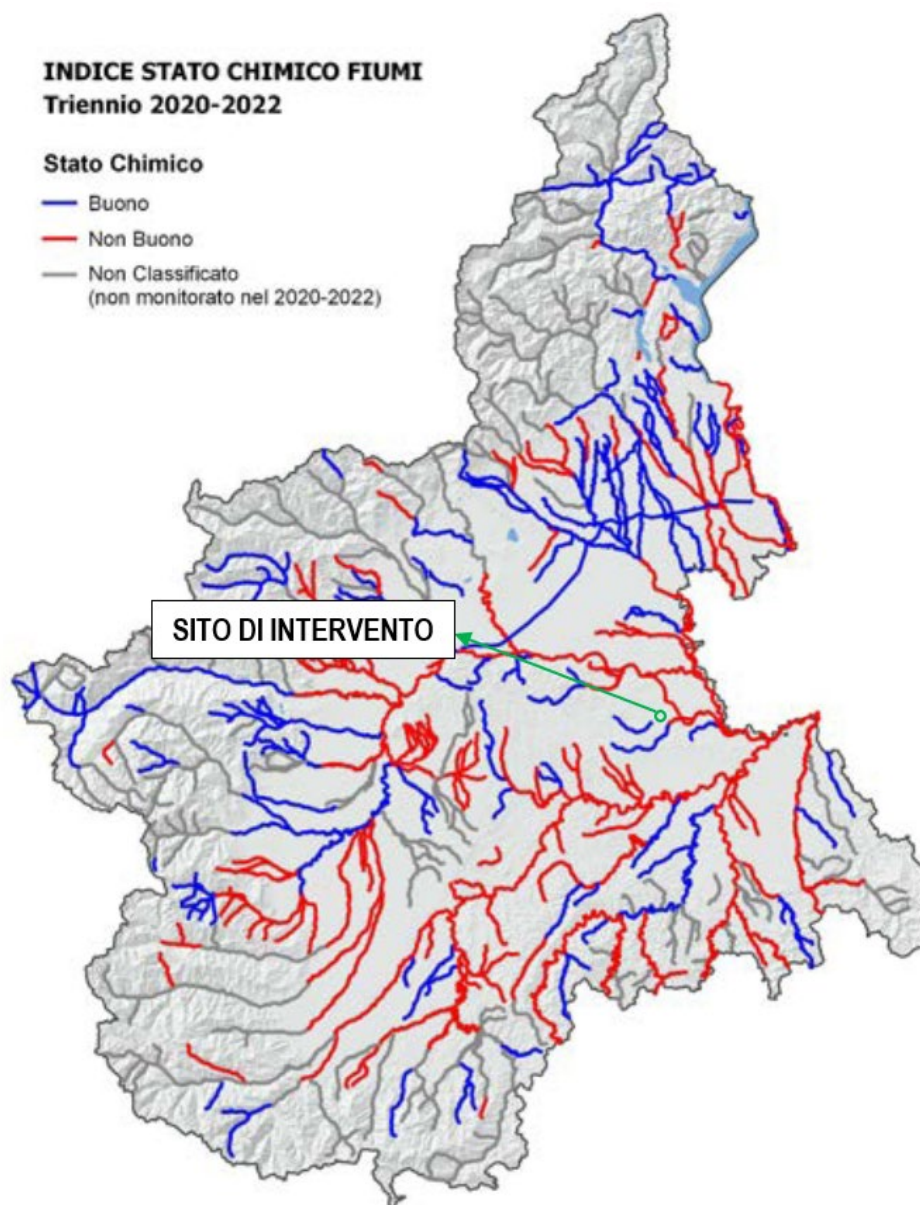 INDICE STATO CHIMICO FIUMI
Triennio 2020-2022
Stato Chimico
Buono
Non Buono
Non Classificato
(non monitorato nel 2020-2022)
SITO DI INTERVENTO